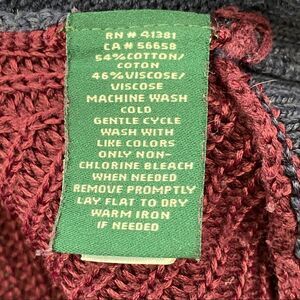 RN # 41381
CA # 56658
54% COTTON/
COTON
46% VISCOSE/
VISCOSE
MACHINE WASH
COLD
GENTLE CYCLE
WASH WITH
LIKE COLORS
ONLY NON-
CHLORINE BLEACH
WHEN NEEDED
REMOVE PROMPTLY
LAY FLAT TO DRY
WARM IRON
IF NEEDED